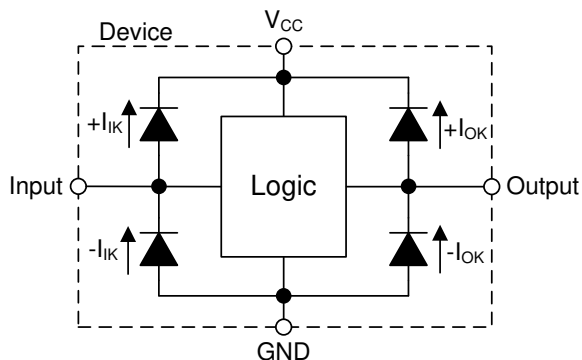 Device
V_CC
+I_IK
+I_OK
Input
Logic
Output
-I_IK
-I_OK
GND